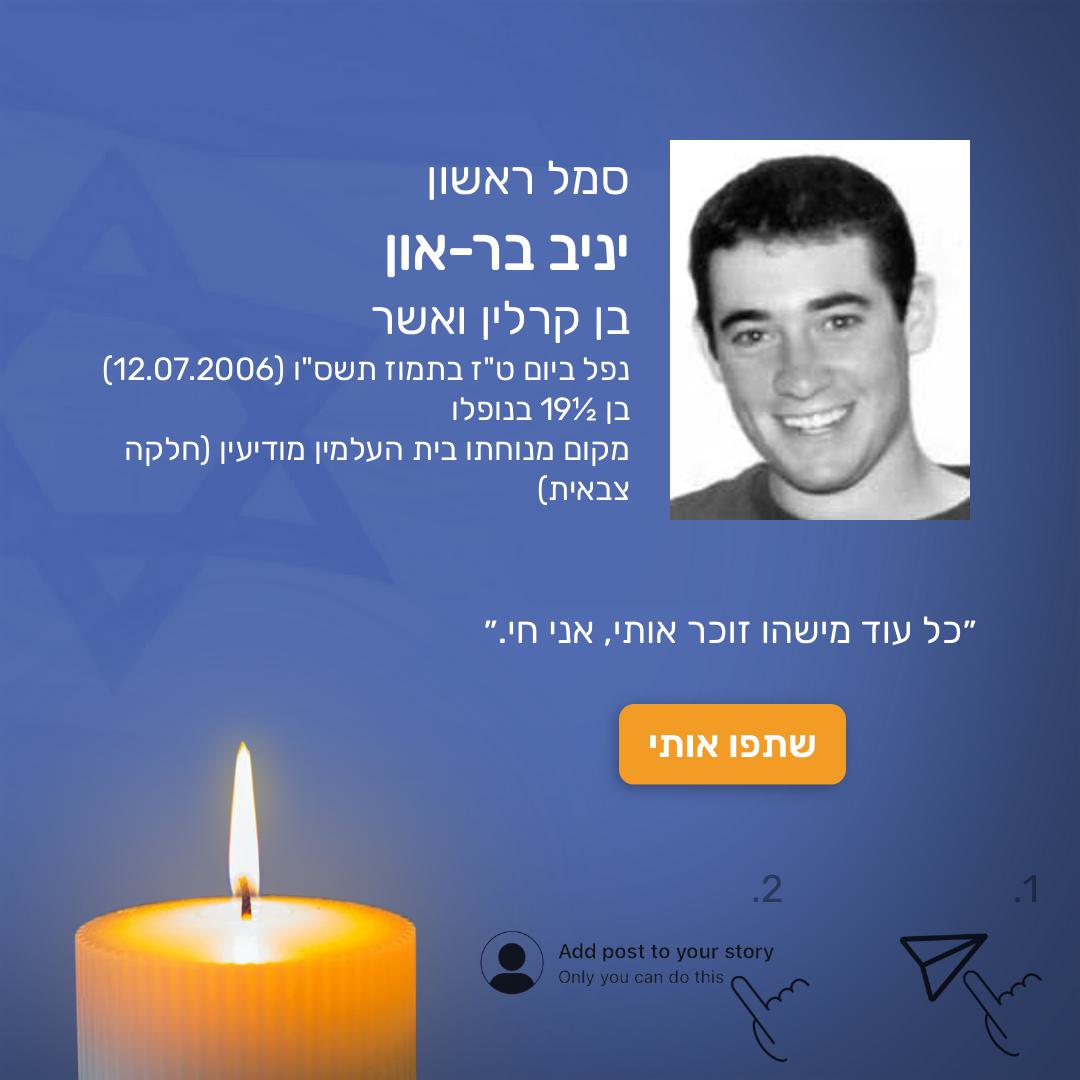 סמל ראשון
יניב בר-און
בן קרלין ואשר
נפל ביום ט"ז בתמוז תשס"ו (12.07.2006)
בן 19½ בנופלו
מקום מנוחתו בית העלמין מודיעין (חלקה
צבאית)
״כל עוד מישהו זוכר אותי, אני חי.״
שתפו אותי
.1
.2
Add post to your story
Only you can do this